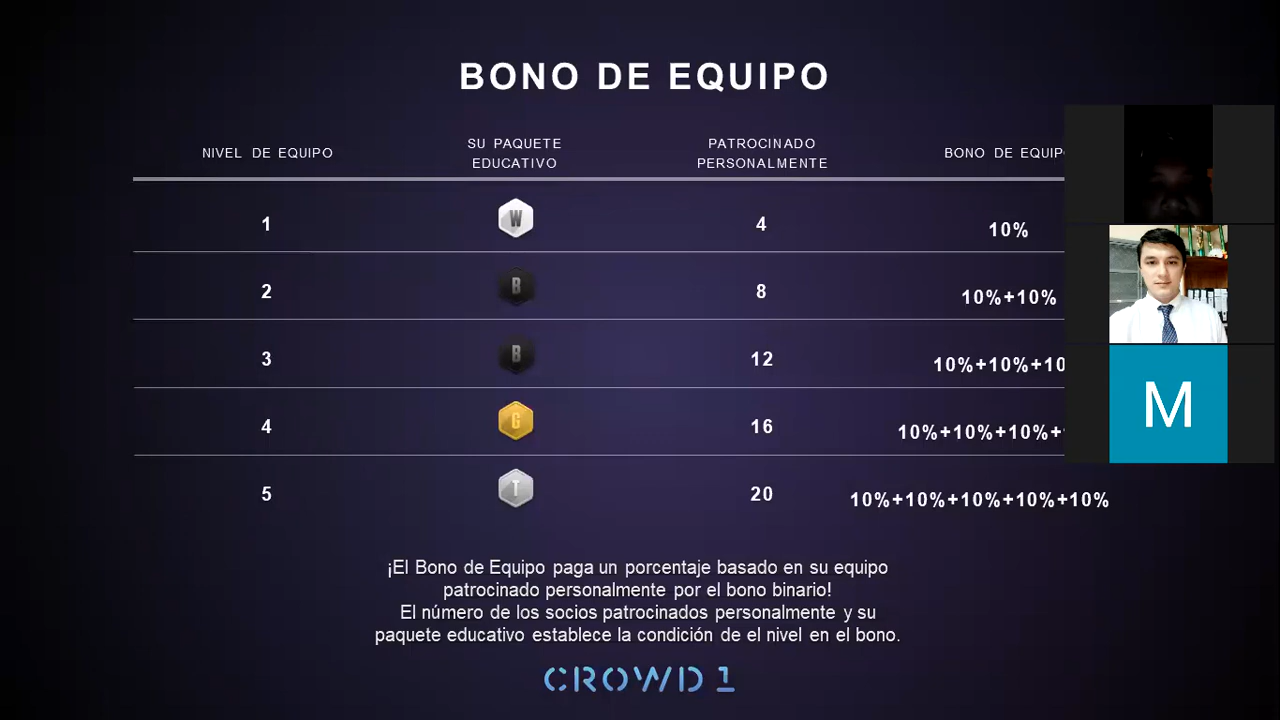 BONO DE EQUIPO
NIVEL DE EQUIPO
SU PAQUETE
EDUCATIVO
PATROCINADO
PERSONALMENTE
BONO DE EQUIP
1 W 4 10%
2 B 8 10%+10%
3 B 12 10%+10%+10
4 G 16 10%+10%+10%+
5 T 20 10%+10%+10%+10%+10%
M
¡El Bono de Equipo paga un porcentaje basado en su equipo
patrocinado personalmente por el bono binario!
El número de los socios patrocinados personalmente y su
paquete educativo establece la condición de el nivel en el bono.
CROWD 1